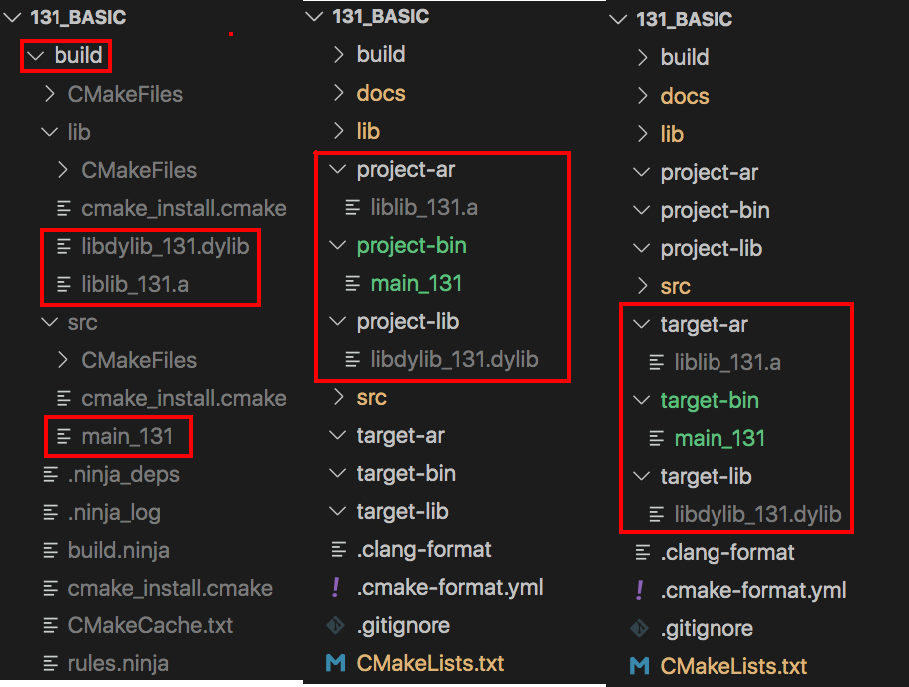 131_BASIC
build
CMakeFiles
lib
CMakeFiles
cmake_install.cmake
libdylib_131.dylib
liblib_131.a
src
CMakeFiles
cmake_install.cmake
main_131
.ninja_deps
.ninja_log
build.ninja
cmake_install.cmake
CMakeCache.txt
rules.ninja
131_BASIC
build
docs
lib
project-ar
liblib_131.a
project-bin
main_131
project-lib
libdylib_131.dylib
src
target-ar
target-bin
target-lib
.clang-format
! .cmake-format.yml
.gitignore
M CMakeLists.txt
131_BASIC
build
docs
lib
project-ar
project-bin
project-lib
src
target-ar
liblib_131.a
target-bin
main_131
target-lib
libdylib_131.dylib
.clang-format
! .cmake-format.yml
.gitignore
M CMakeLists.txt